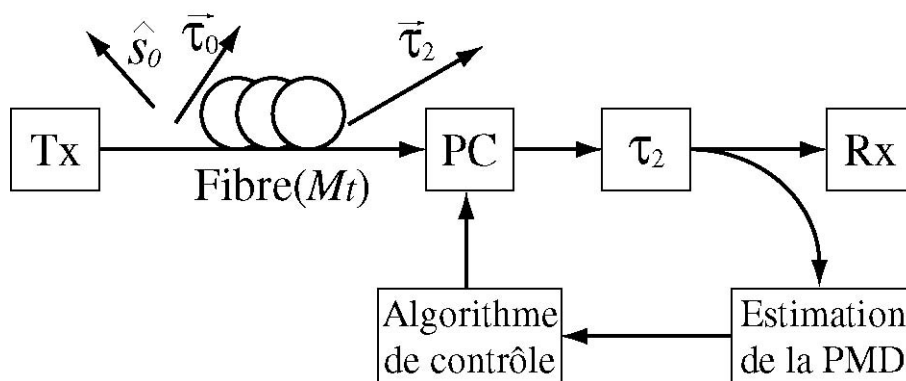 ŝ₀ τ⃗₀ τ⃗₂
Tx PC τ₂ Rx
Fibre(Mt)
Algorithme
de contrôle
Estimation
de la PMD